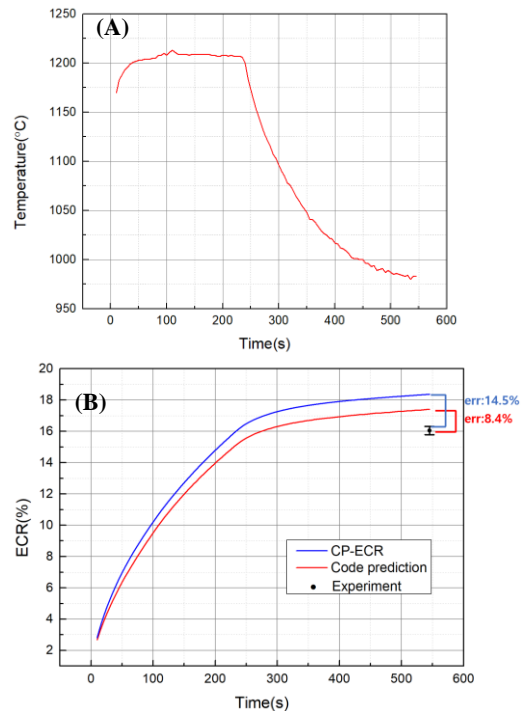 (A)
1250
1200
1150
1100
1050
1000
950
Temperature(°C)
0 100 200 300 400 500 600
Time(s)
(B)
20
18
16
14
12
10
8
6
4
2
ECR(%)
err:14.5%
err:8.4%
CP-ECR
Code prediction
Experiment
0 100 200 300 400 500 600
Time(s)